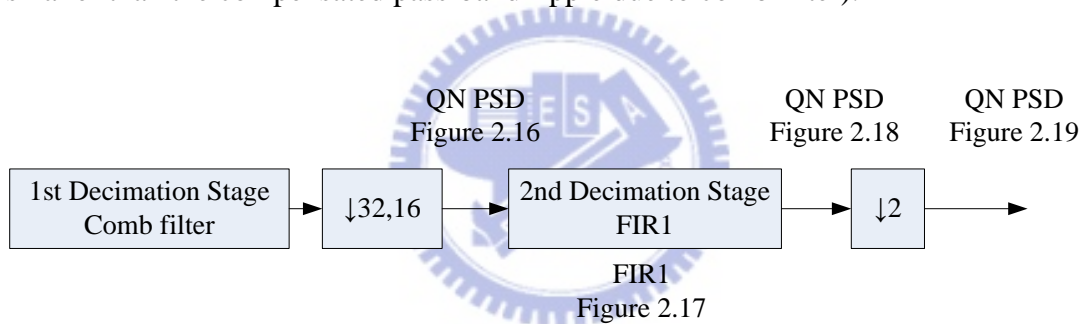 QN PSD
Figure 2.16
QN PSD
Figure 2.18
QN PSD
Figure 2.19
1st Decimation Stage
Comb filter
↓32,16
2nd Decimation Stage
FIR1
↓2
FIR1
Figure 2.17
ESA